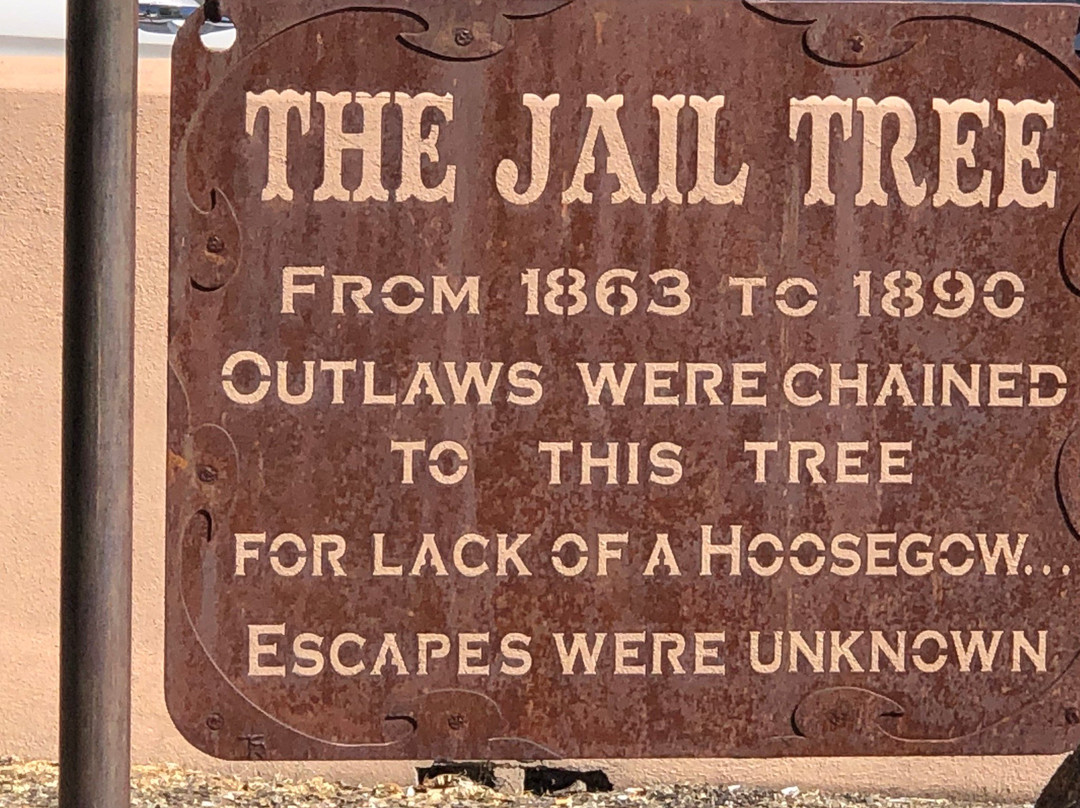 THE JAIL TREE
FROM 1863 TO 1890
OUTLAWS WERE CHAINED
TO THIS TREE
FOR LACK OF A HOOSEGOW...
ESCAPES WERE UNKNOWN